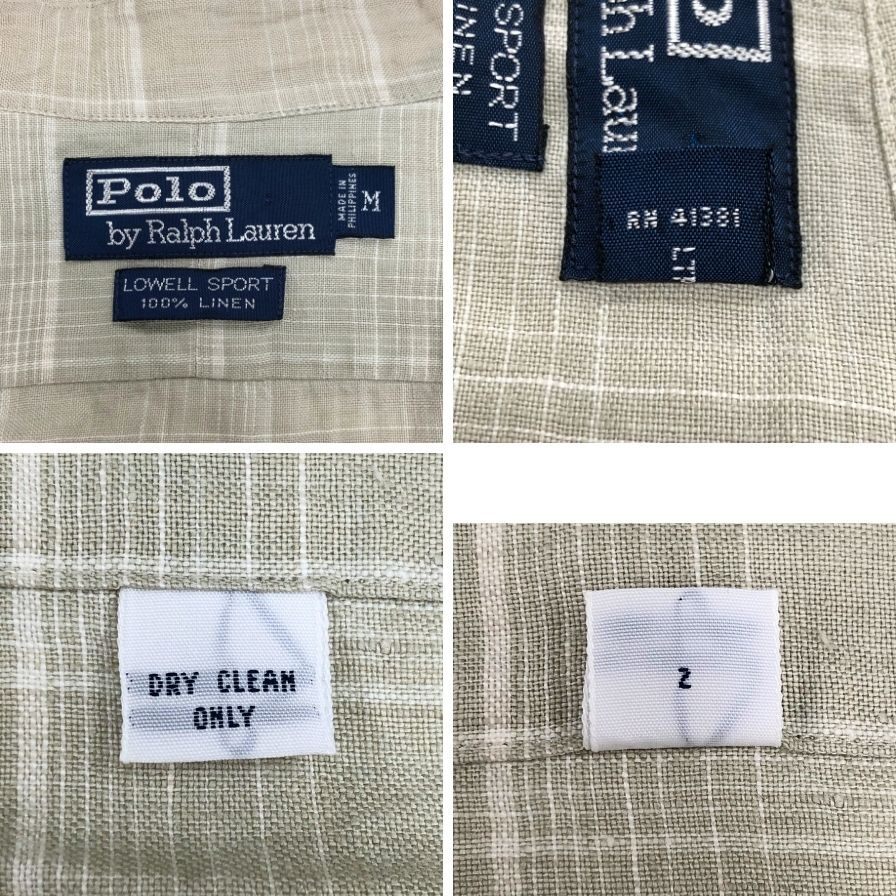 Polo
by Ralph Lauren
MADE IN
PHILIPPINES
M
LOWELL SPORT
100% LINEN
SPORT
RN 41381
DRY CLEAN
ONLY
2